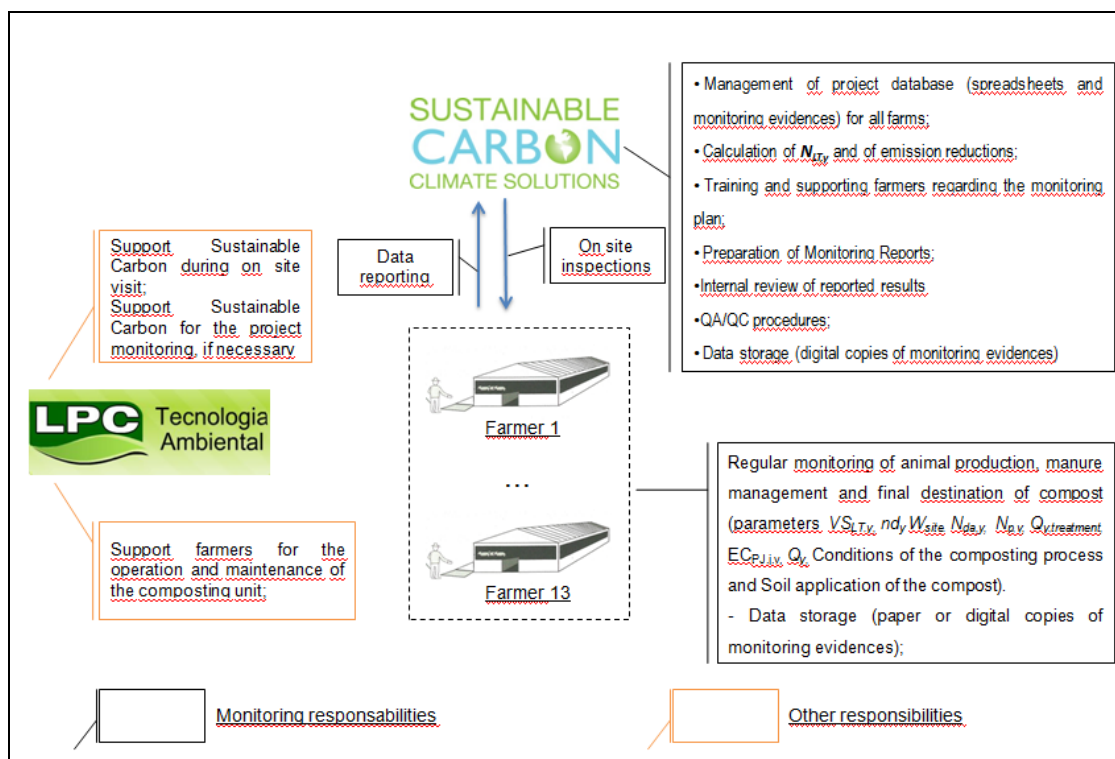 SUSTAINABLE
CARBON
CLIMATE SOLUTIONS
• Management of project database (spreadsheets and
monitoring evidences) for all farms;
• Calculation of N_LT,y and of emission reductions;
• Training and supporting farmers regarding the monitoring
plan;
• Preparation of Monitoring Reports;
•Internal review of reported results
•QA/QC procedures;
• Data storage (digital copies of monitoring evidences)
Data
reporting
On site
inspections
Support Sustainable
Carbon during on site
visit;
Support Sustainable
Carbon for the project
monitoring, if necessary
LPC Tecnologia
Ambiental
Farmer 1
...
Farmer 13
Support farmers for the
operation and maintenance of
the composting unit;
Regular monitoring of animal production, manure
management and final destination of compost
(parameters VS_LT,y, nd_y W_site N_da,y, N_p,y Q_y,treatment,
EC_PJ,i,y, Q_y, Conditions of the composting process
and Soil application of the compost).
- Data storage (paper or digital copies of
monitoring evidences);
Monitoring responsabilities
Other responsibilities